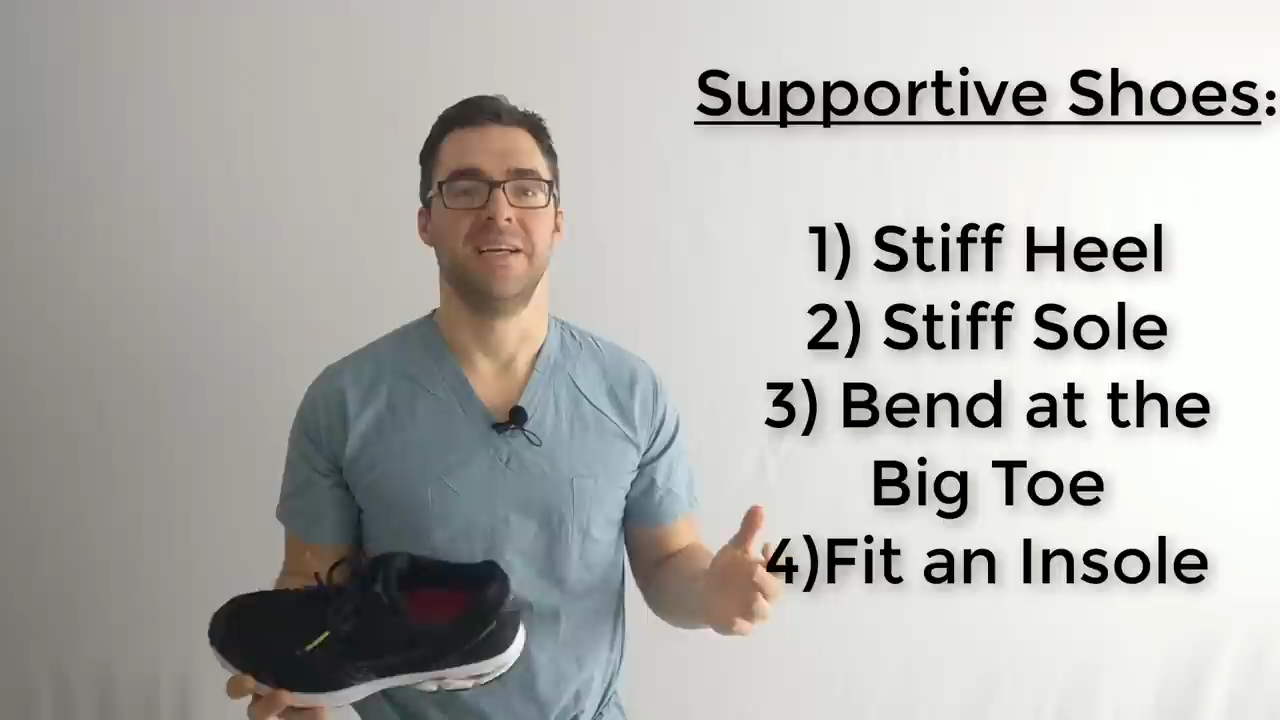 Supportive Shoes:
1) Stiff Heel
2) Stiff Sole
3) Bend at the
Big Toe
4)Fit an Insole